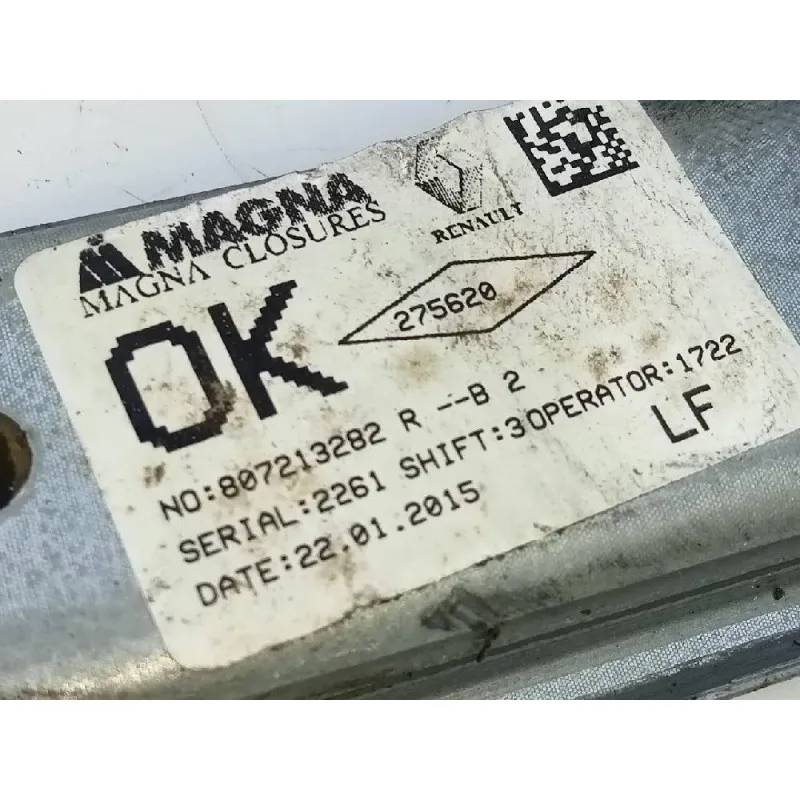 MAGNA
MAGNA CLOSURES
RENAULT
OK
275620
NO:807213282 R --B 2
SERIAL:2261 SHIFT:3OPERATOR:1722
DATE:22.01.2015
LF